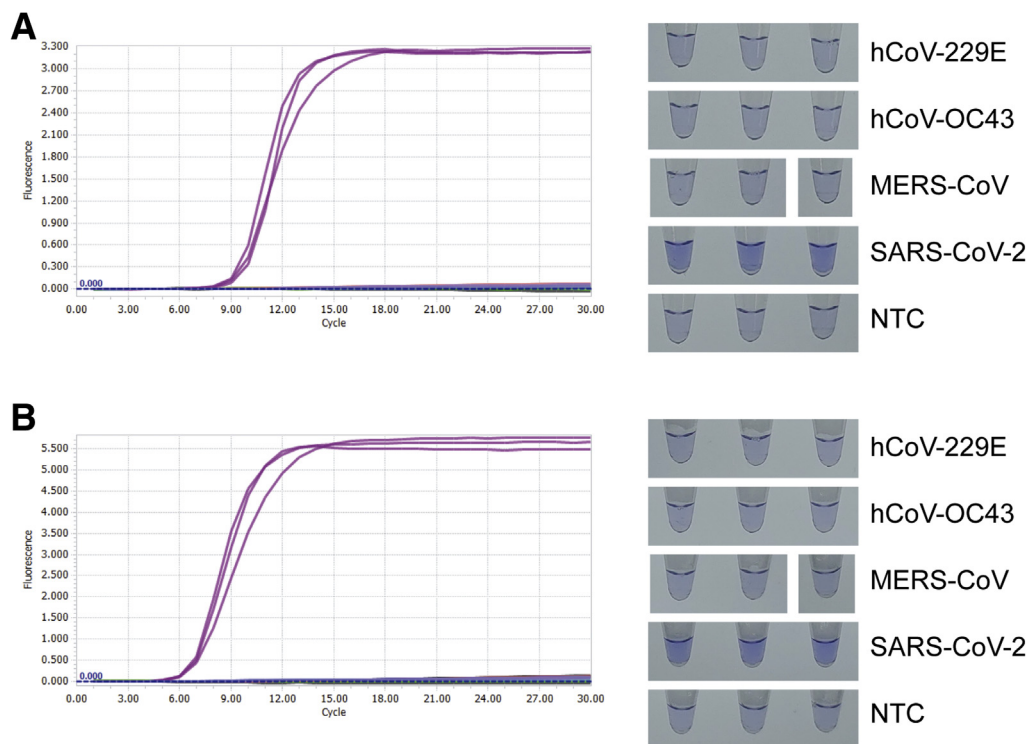 A
3.300
3.000
2.700
2.400
2.100
1.800
1.500
1.200
0.900
0.600
0.300
0.000
Fluorescence
0.000
0.00 3.00 6.00 9.00 12.00 15.00 18.00 21.00 24.00 27.00 30.00
Cycle
hCoV-229E
hCoV-OC43
MERS-CoV
SARS-CoV-2
NTC
B
5.500
5.000
4.500
4.000
3.500
3.000
2.500
2.000
1.500
1.000
0.500
0.000
Fluorescence
0.000
0.00 3.00 6.00 9.00 12.00 15.00 18.00 21.00 24.00 27.00 30.00
Cycle
hCoV-229E
hCoV-OC43
MERS-CoV
SARS-CoV-2
NTC